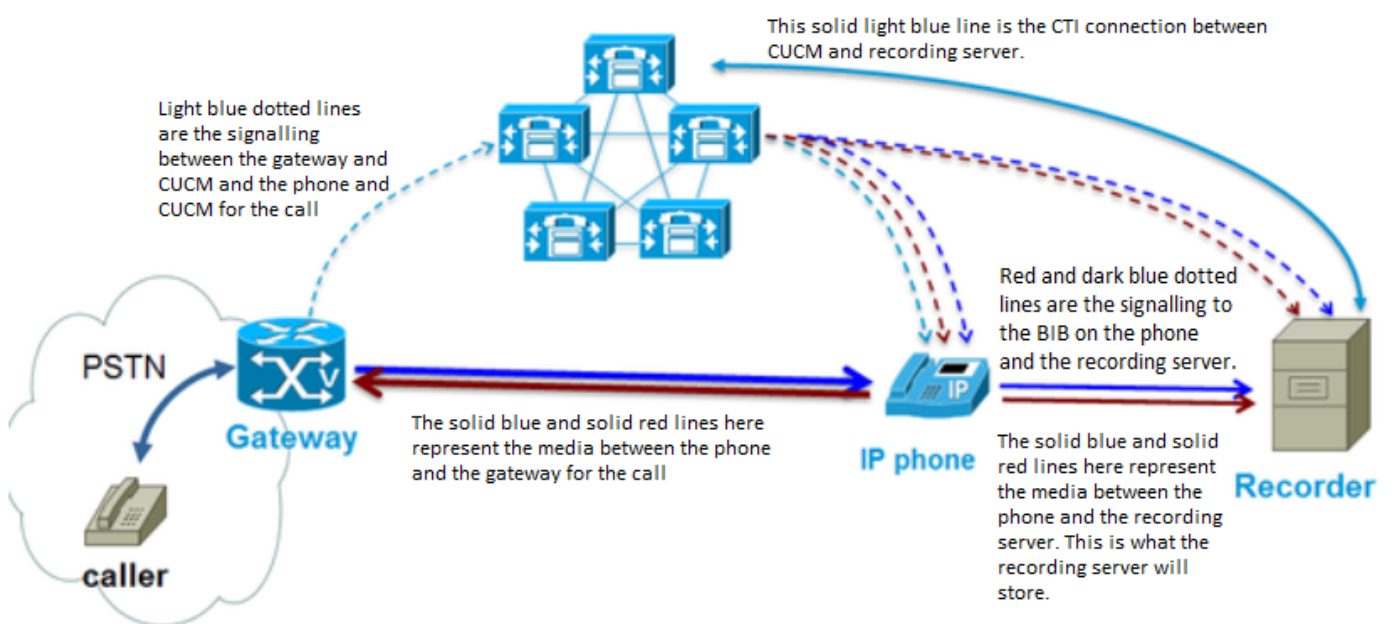 This solid light blue line is the CTI connection between
CUCM and recording server.
Light blue dotted lines
are the signalling
between the gateway and
CUCM and the phone and
CUCM for the call
Red and dark blue dotted
lines are the signalling to
the BIB on the phone
and the recording server.
PSTN
V
IP
Gateway
The solid blue and solid red lines here
represent the media between the phone
and the gateway for the call
IP phone
The solid blue and solid
red lines here represent
the media between the
phone and the recording
server. This is what the
recording server will
store.
Recorder
caller